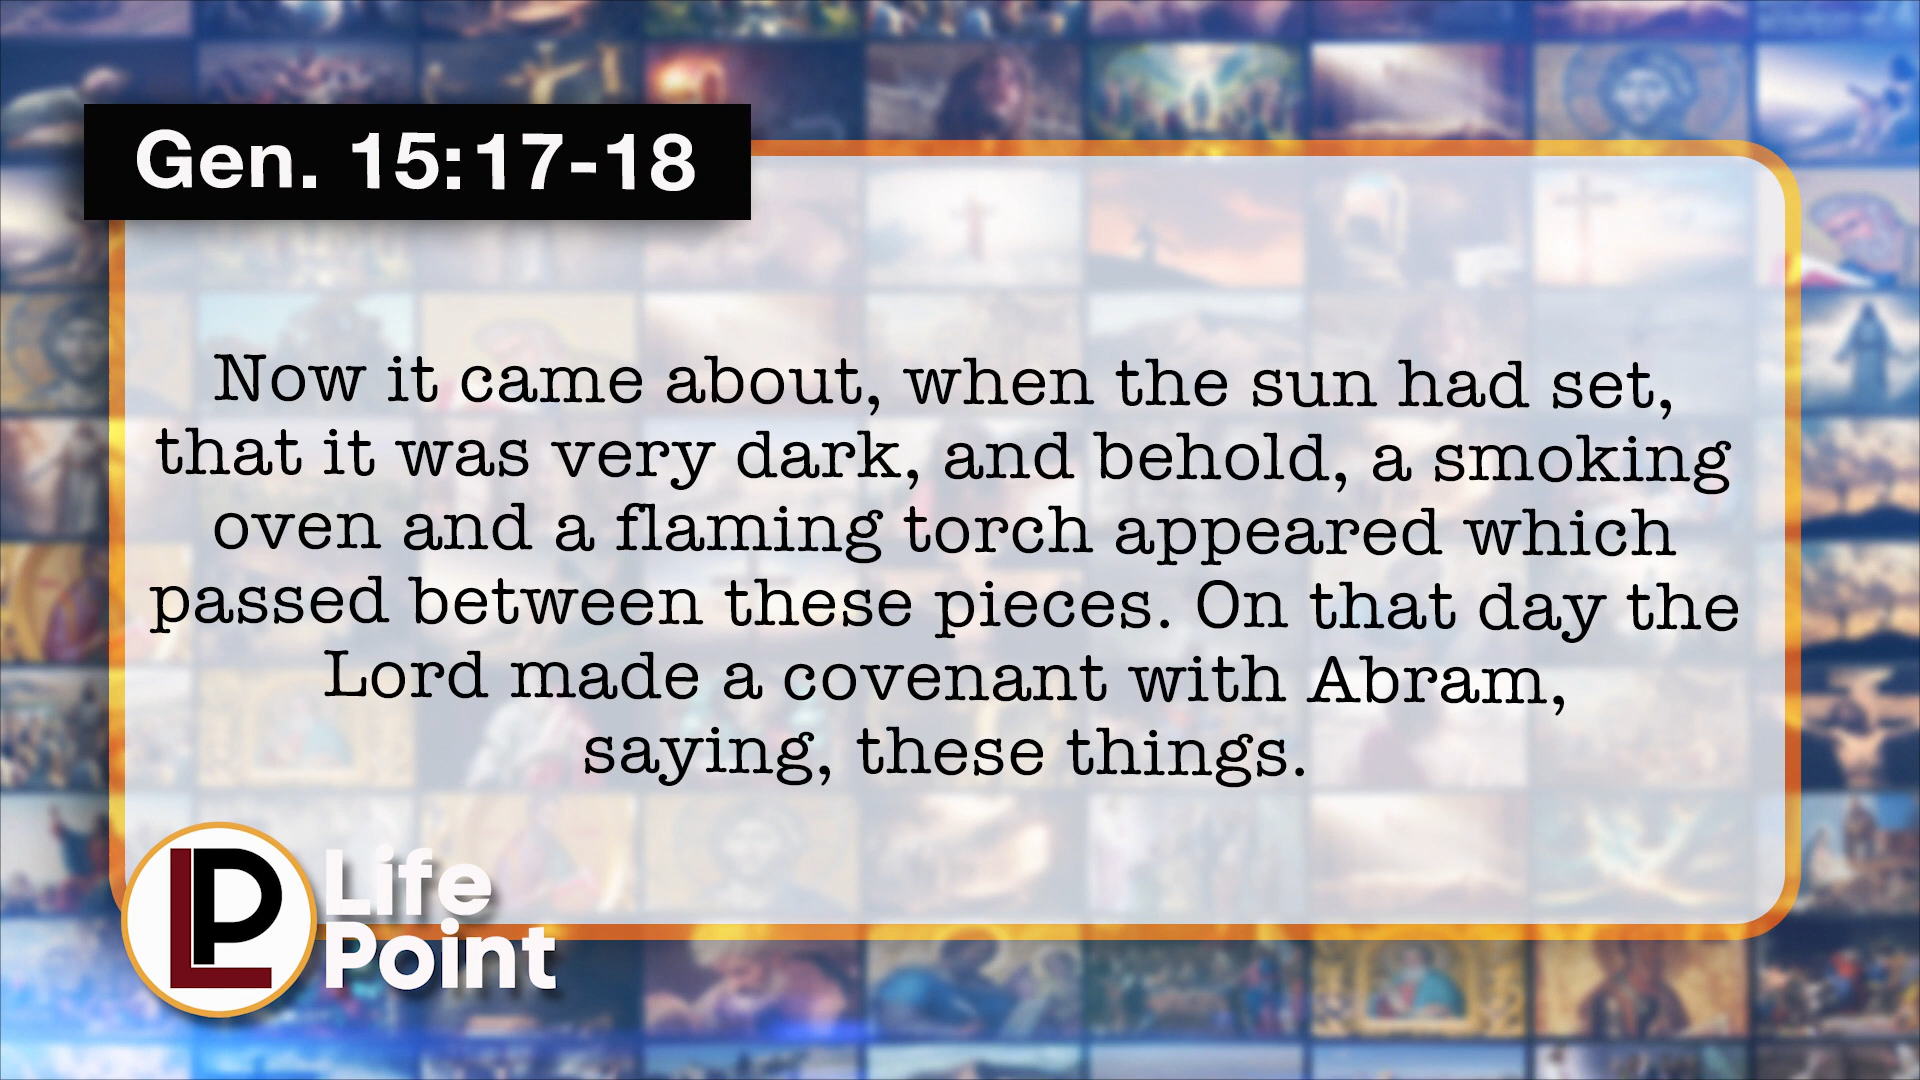 Gen. 15:17-18
Now it came about, when the sun had set,
that it was very dark, and behold, a smoking
oven and a flaming torch appeared which
passed between these pieces. On that day the
Lord made a covenant with Abram,
saying, these things.
LP
Life
Point